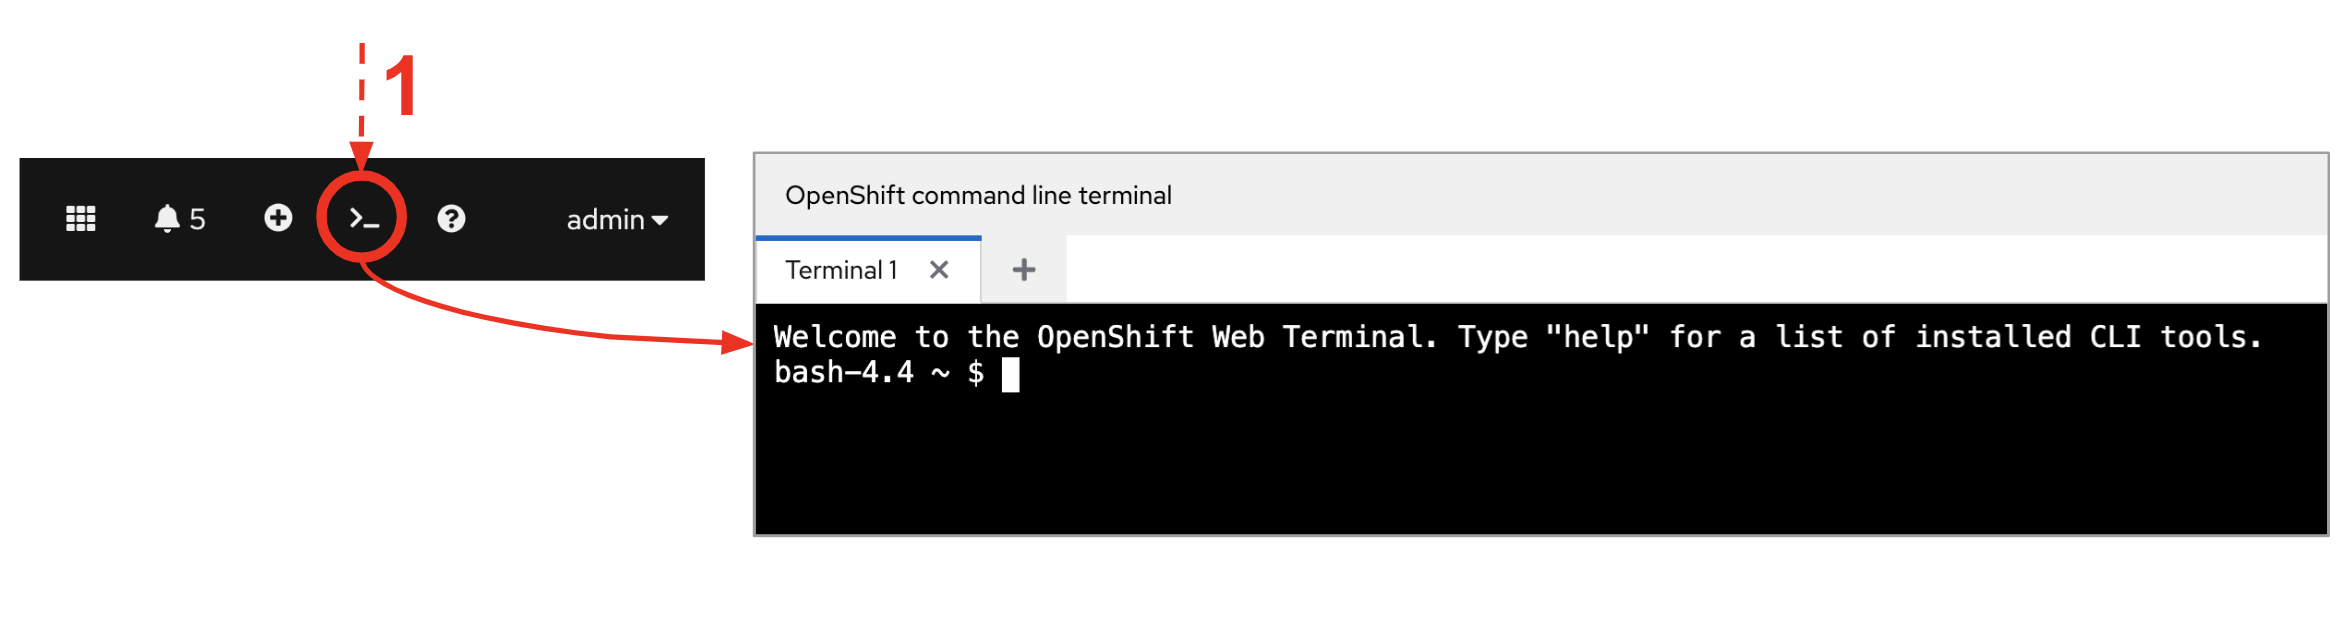 1
5
admin
OpenShift command line terminal
Terminal 1
Welcome to the OpenShift Web Terminal. Type "help" for a list of installed CLI tools.
bash-4.4 ~ $